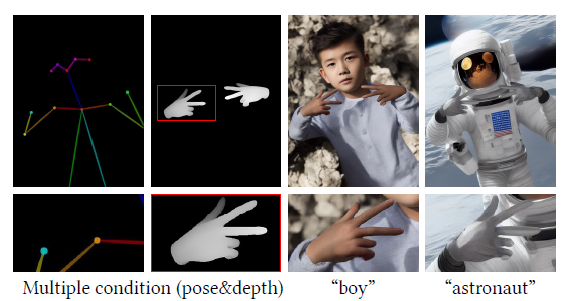 Multiple condition (pose&depth) “boy” “astronaut”